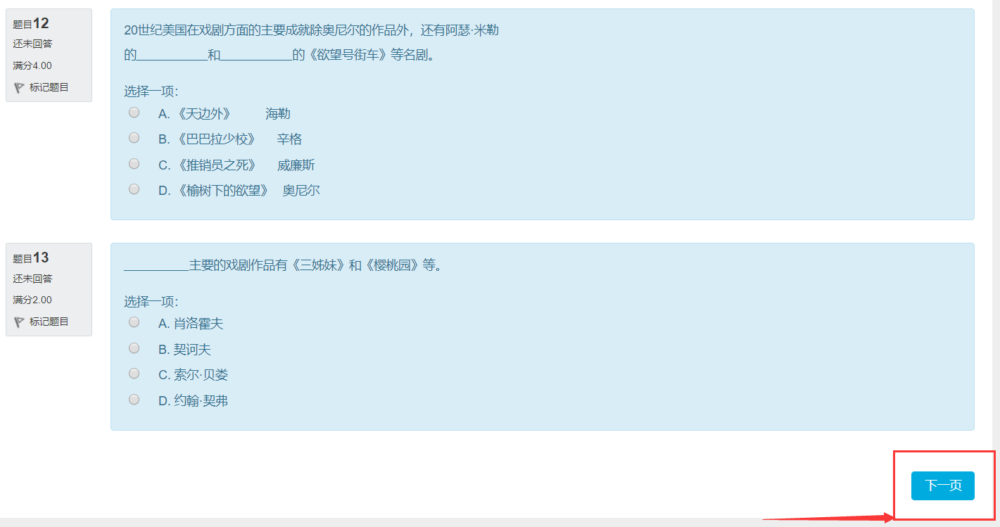 题目12
还未回答
满分4.00
标记题目
20世纪美国在戏剧方面的主要成就除奥尼尔的作品外，还有阿瑟·米勒
的___________和___________的《欲望号街车》等名剧。
选择一项：
A. 《天边外》 海勒
B. 《巴巴拉少校》 辛格
C. 《推销员之死》 威廉斯
D. 《榆树下的欲望》 奥尼尔
题目13
还未回答
满分2.00
标记题目
__________主要的戏剧作品有《三姊妹》和《樱桃园》等。
选择一项：
A. 肖洛霍夫
B. 契诃夫
C. 索尔·贝娄
D. 约翰·契弗
下一页